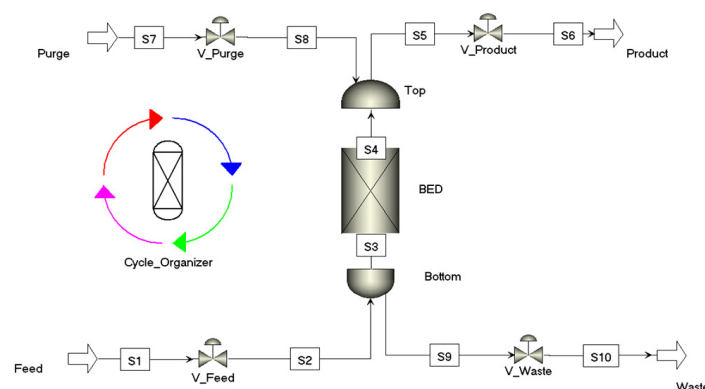 Purge
S7
V_Purge
S8
S5
V_Product
S6
Product
Top
S4
BED
S3
Cycle_Organizer
Bottom
Feed
S1
V_Feed
S2
S9
V_Waste
S10
Waste